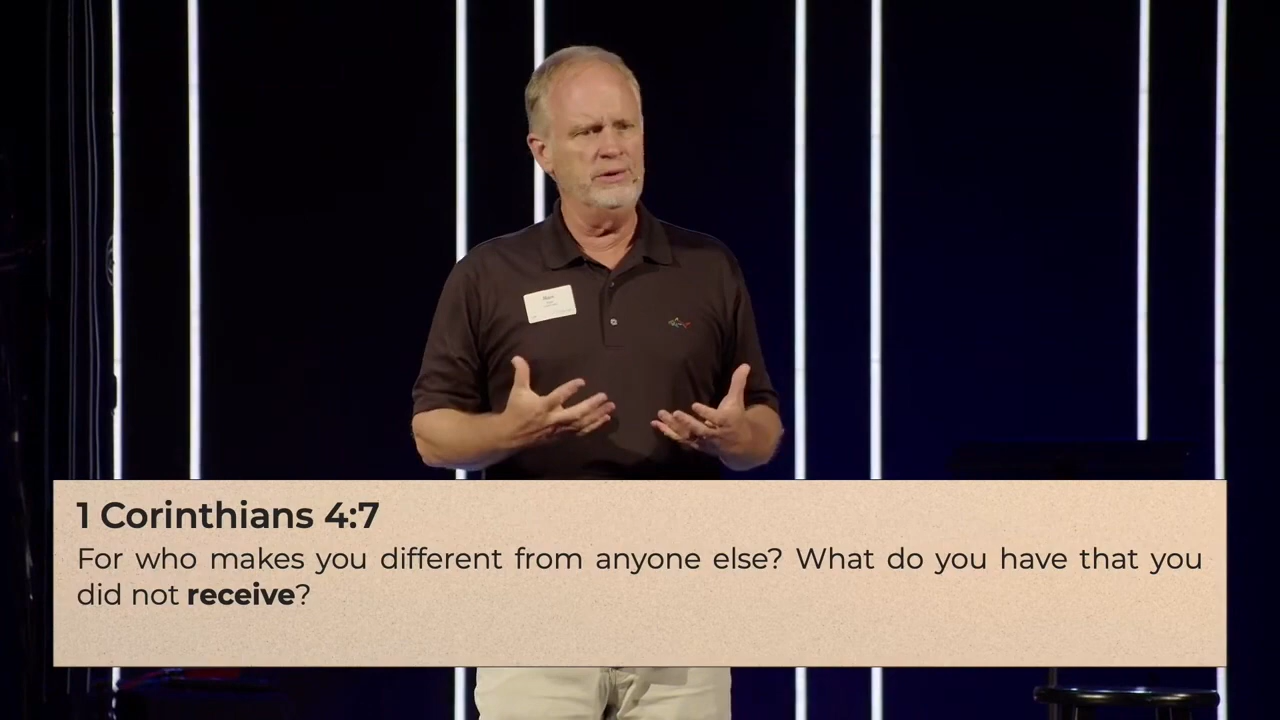 1 Corinthians 4:7
For who makes you different from anyone else? What do you have that you
did not receive?